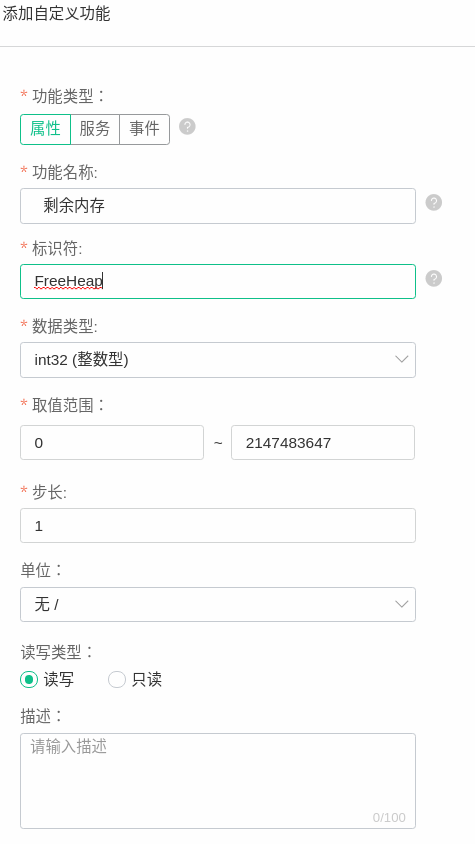 添加自定义功能
* 功能类型：
属性 服务 事件 ?
* 功能名称:
剩余内存 ?
* 标识符:
FreeHeap ?
* 数据类型:
int32 (整数型)
* 取值范围：
0 ~ 2147483647
* 步长:
1
单位：
无 /
读写类型：
读写 只读
描述：
请输入描述
0/100